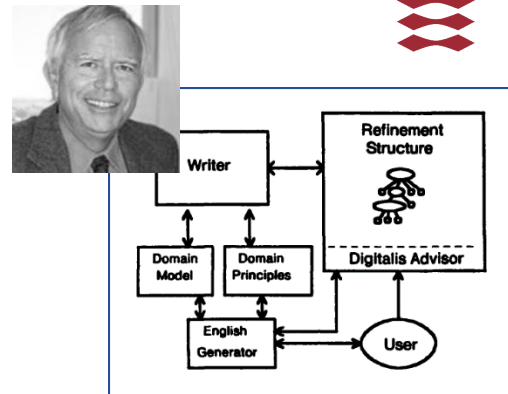 Refinement
Structure
Writer
Digitalis Advisor
Domain
Model
Domain
Principles
English
Generator
User